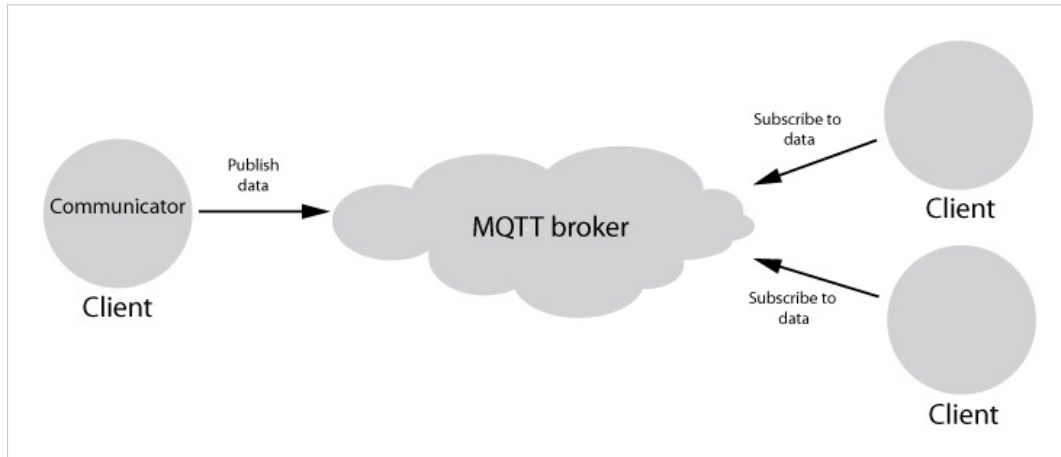 Communicator
Client
Publish
data
MQTT broker
Subscribe to
data
Client
Subscribe to
data
Client